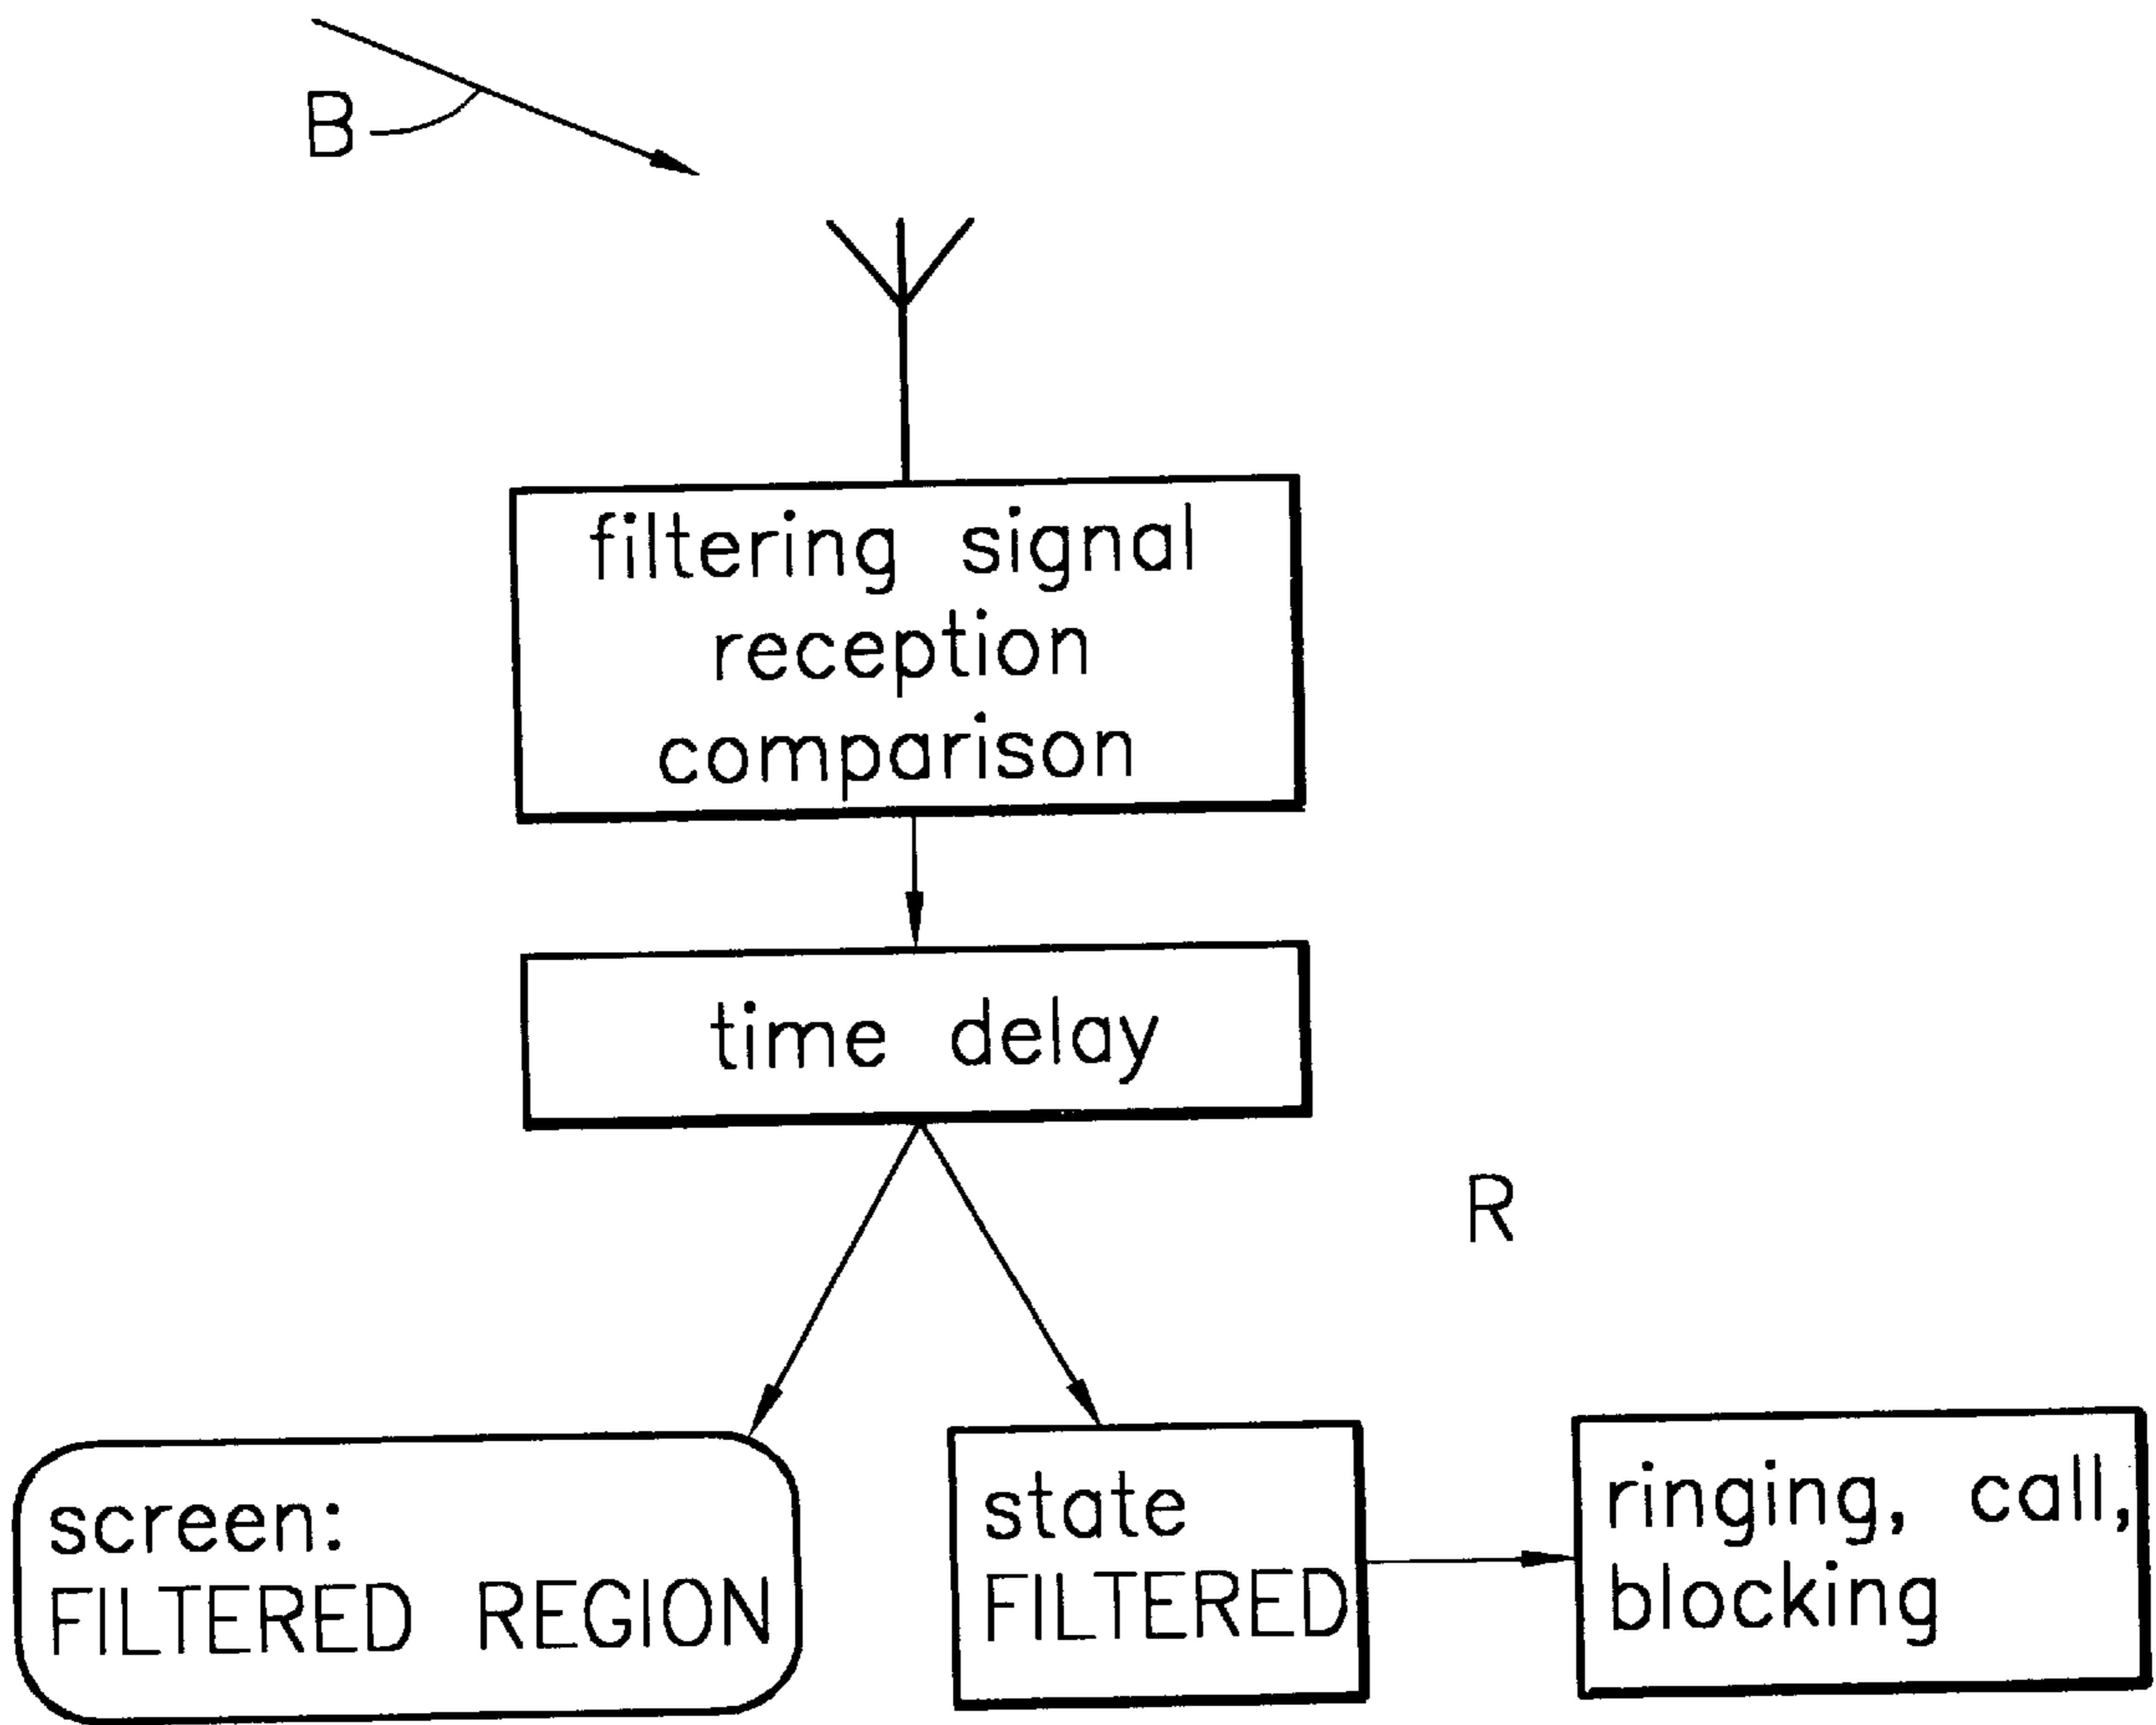 B
filtering signal
reception
comparison
time delay
R
screen:
FILTERED REGION
state
FILTERED
ringing, call,
blocking